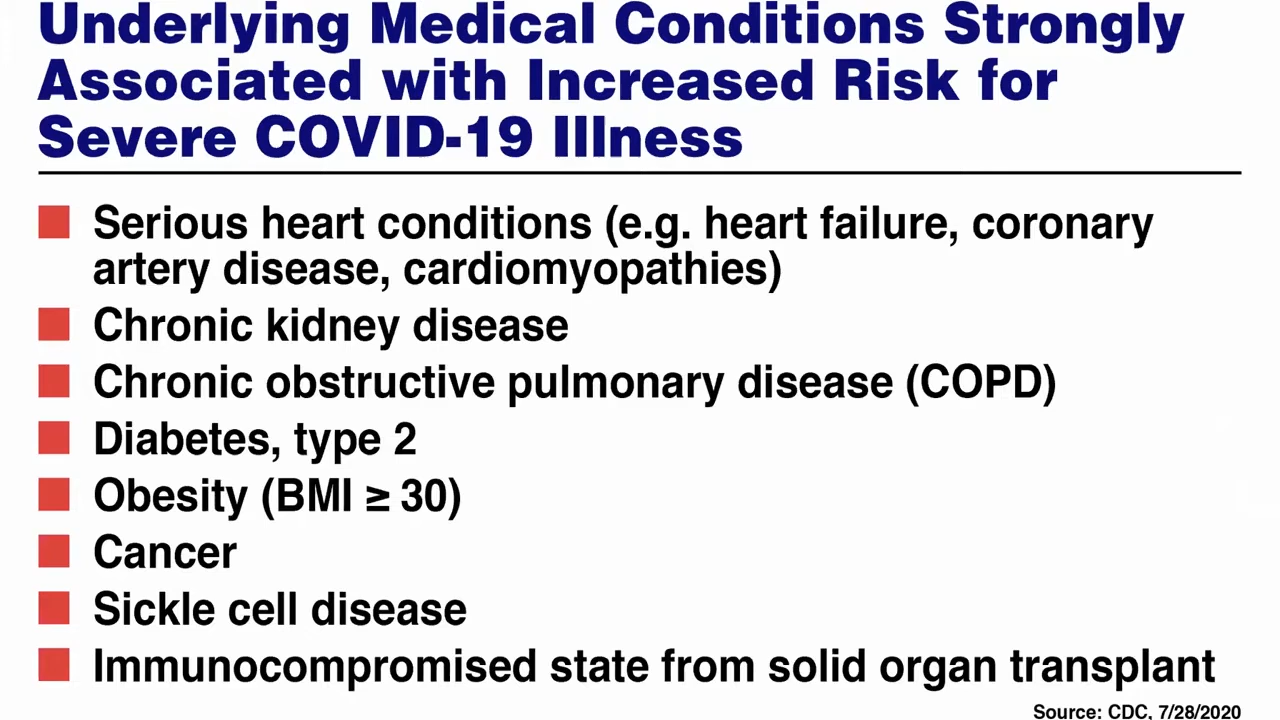 Underlying Medical Conditions Strongly
Associated with Increased Risk for
Severe COVID-19 Illness
Serious heart conditions (e.g. heart failure, coronary
artery disease, cardiomyopathies)
Chronic kidney disease
Chronic obstructive pulmonary disease (COPD)
Diabetes, type 2
Obesity (BMI ≥ 30)
Cancer
Sickle cell disease
Immunocompromised state from solid organ transplant
Source: CDC, 7/28/2020